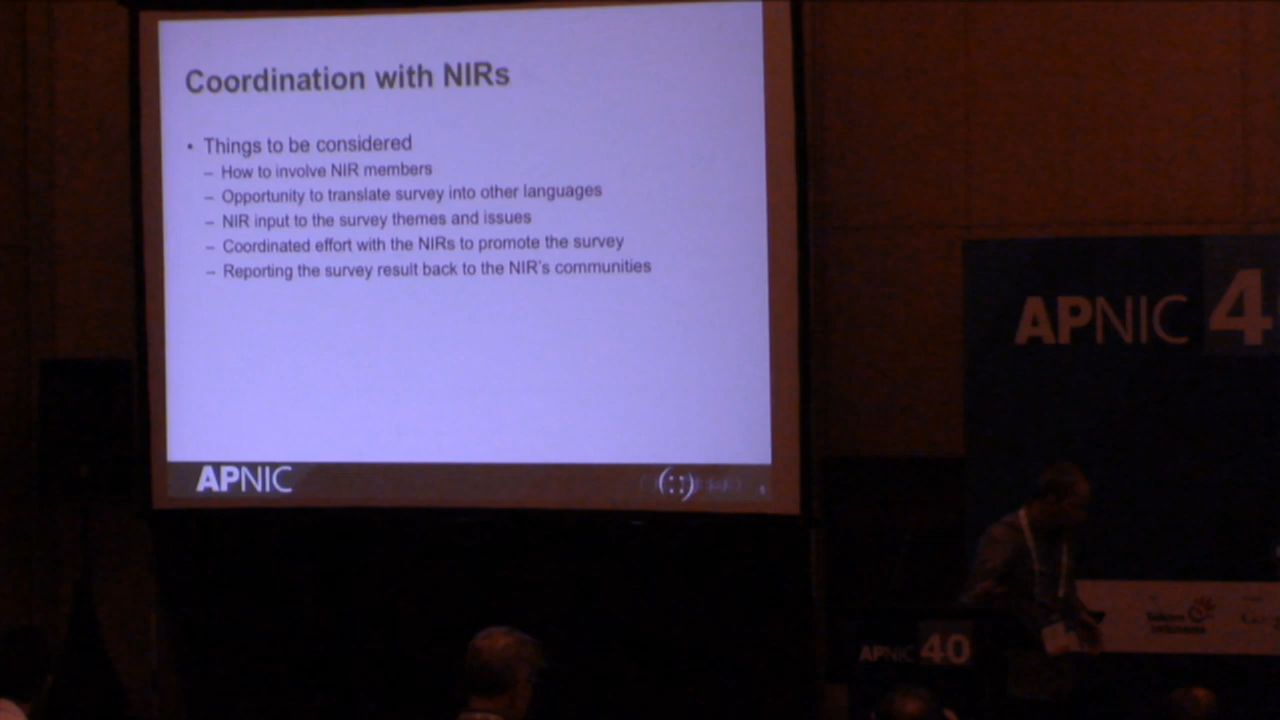 Coordination with NIRs
• Things to be considered
– How to involve NIR members
– Opportunity to translate survey into other languages
– NIR input to the survey themes and issues
– Coordinated effort with the NIRs to promote the survey
– Reporting the survey result back to the NIR's communities
APNIC
(::)
APNIC 4
APNIC 40